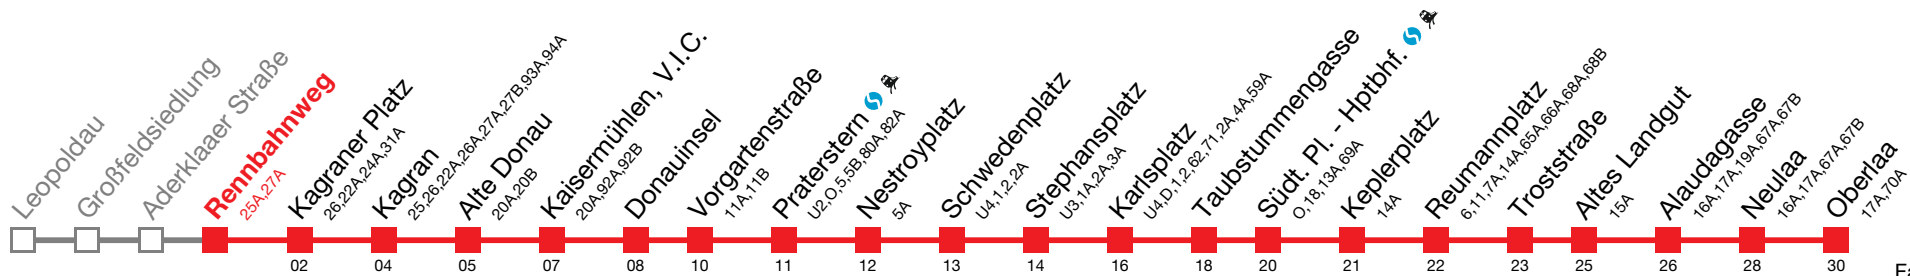 Leopoldau
Großfeldsiedlung
Aderklaaer Straße
Rennbahnweg
25A,27A
Kagraner Platz
26,22A,24A,31A
02
Kagran
25,26,22A,26A,27A,27B,93A,94A
04
Alte Donau
20A,20B
05
Kaisermühlen, V.I.C.
20A,92A,92B
07
Donauinsel
08
Vorgartenstraße
11A,11B
10
Praterstern
U2,O,5,5B,80A,82A
11
Nestroyplatz
5A
12
Schwedenplatz
U4,1,2,2A
13
Stephansplatz
U3,1A,2A,3A
14
Karlsplatz
U4,D,1,2,62,71,2A,4A,59A
16
Taubstummengasse
18
Südt. Pl. - Hptbhf.
O,18,13A,69A
20
Keplerplatz
14A
21
Reumannplatz
6,11,7A,14A,65A,66A,68A,68B
22
Troststraße
23
Altes Landgut
15A
25
Alaudagasse
16A,17A,19A,67A,67B
26
Neulaa
16A,17A,67A,67B
28
Oberlaa
17A,70A
30